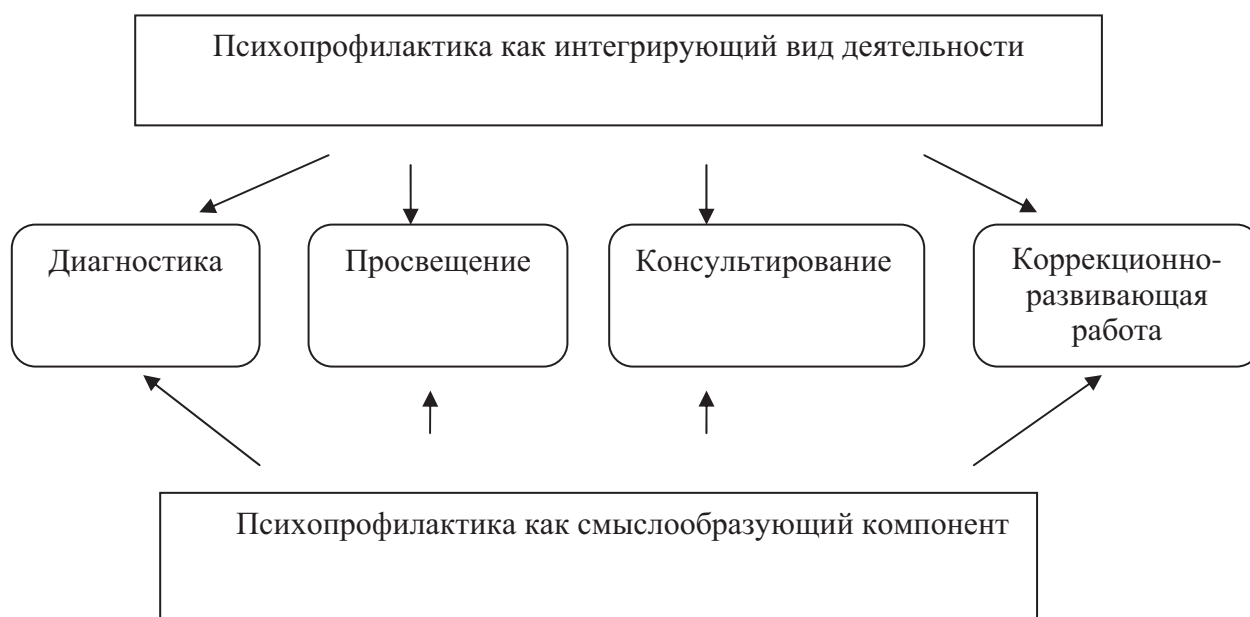 Психопрофилактика как интегрирующий вид деятельности
Диагностика
Просвещение
Консультирование
Коррекционно-
развивающая
работа
Психопрофилактика как смыслообразующий компонент